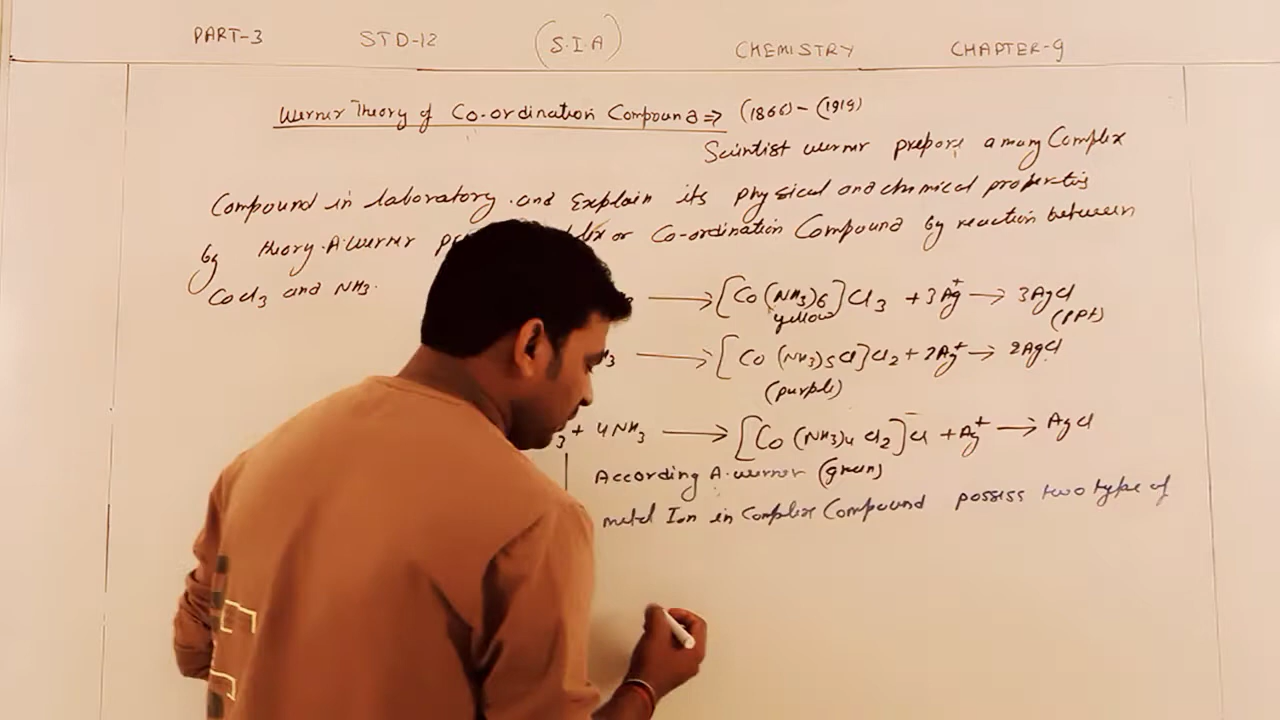 PART-3 STD-12 (S.I.A) CHEMISTRY CHAPTER-9
Werner Theory of Co-ordination Compound ⇒ (1866) - (1919)
Scientist werner prepare a many Complex
Compound in laboratory and Explain its physical and chemical properties
by theory. A. werner or Co-ordination Compound by reaction between
CoCl3 and NH3.
⟶ [Co(NH3)6]Cl3 + 3Ag+ → 3AgCl
yellow (PPt)
⟶ [Co (NH3)5Cl]Cl2 + 2Ag+ → 2AgCl
(purple)
3 + 4NH3 ⟶ [Co (NH3)4 Cl2]Cl + Ag+ → AgCl
According A. werner (green)
metal Ion in Complex Compound possess two type of